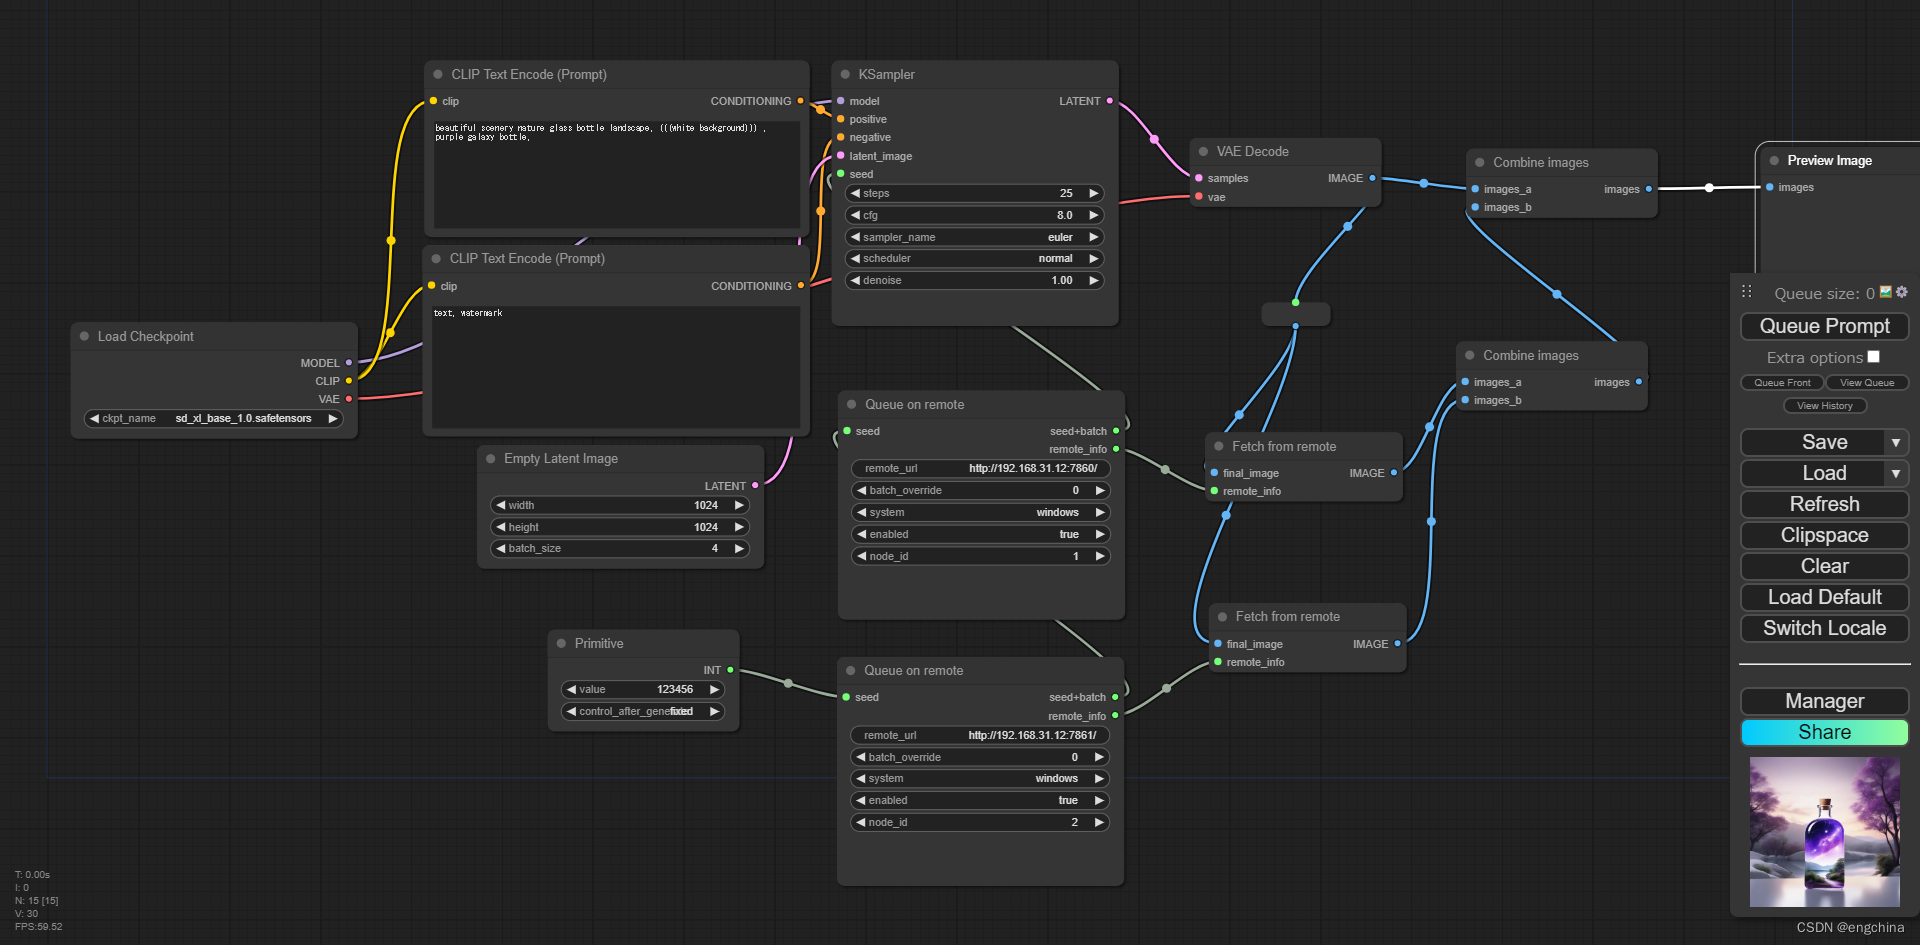 CLIP Text Encode (Prompt)
clip
CONDITIONING
beautiful scenery nature glass bottle landscape, (((white background))) ,
purple galaxy bottle,
CLIP Text Encode (Prompt)
clip
CONDITIONING
text, watermark
Load Checkpoint
MODEL
CLIP
VAE
ckpt_name sd_xl_base_1.0.safetensors
Empty Latent Image
LATENT
width 1024
height 1024
batch_size 4
Primitive
INT
value 123456
control_after_gene fixed
KSampler
model LATENT
positive
negative
latent_image
seed
steps 25
cfg 8.0
sampler_name euler
scheduler normal
denoise 1.00
Queue on remote
seed seed+batch
remote_info
remote_url http://192.168.31.12:7860/
batch_override 0
system windows
enabled true
node_id 1
Queue on remote
seed seed+batch
remote_info
remote_url http://192.168.31.12:7861/
batch_override 0
system windows
enabled true
node_id 2
VAE Decode
samples IMAGE
vae
Fetch from remote
final_image IMAGE
remote_info
Fetch from remote
final_image IMAGE
remote_info
Combine images
images_a images
images_b
Combine images
images_a images
images_b
Preview Image
images
Queue size: 0
Queue Prompt
Extra options
Queue Front View Queue
View History
Save
Load
Refresh
Clipspace
Clear
Load Default
Switch Locale
Manager
Share
T: 0.00s
I: 0
N: 15 [15]
V: 30
FPS:59.52
CSDN @engchina